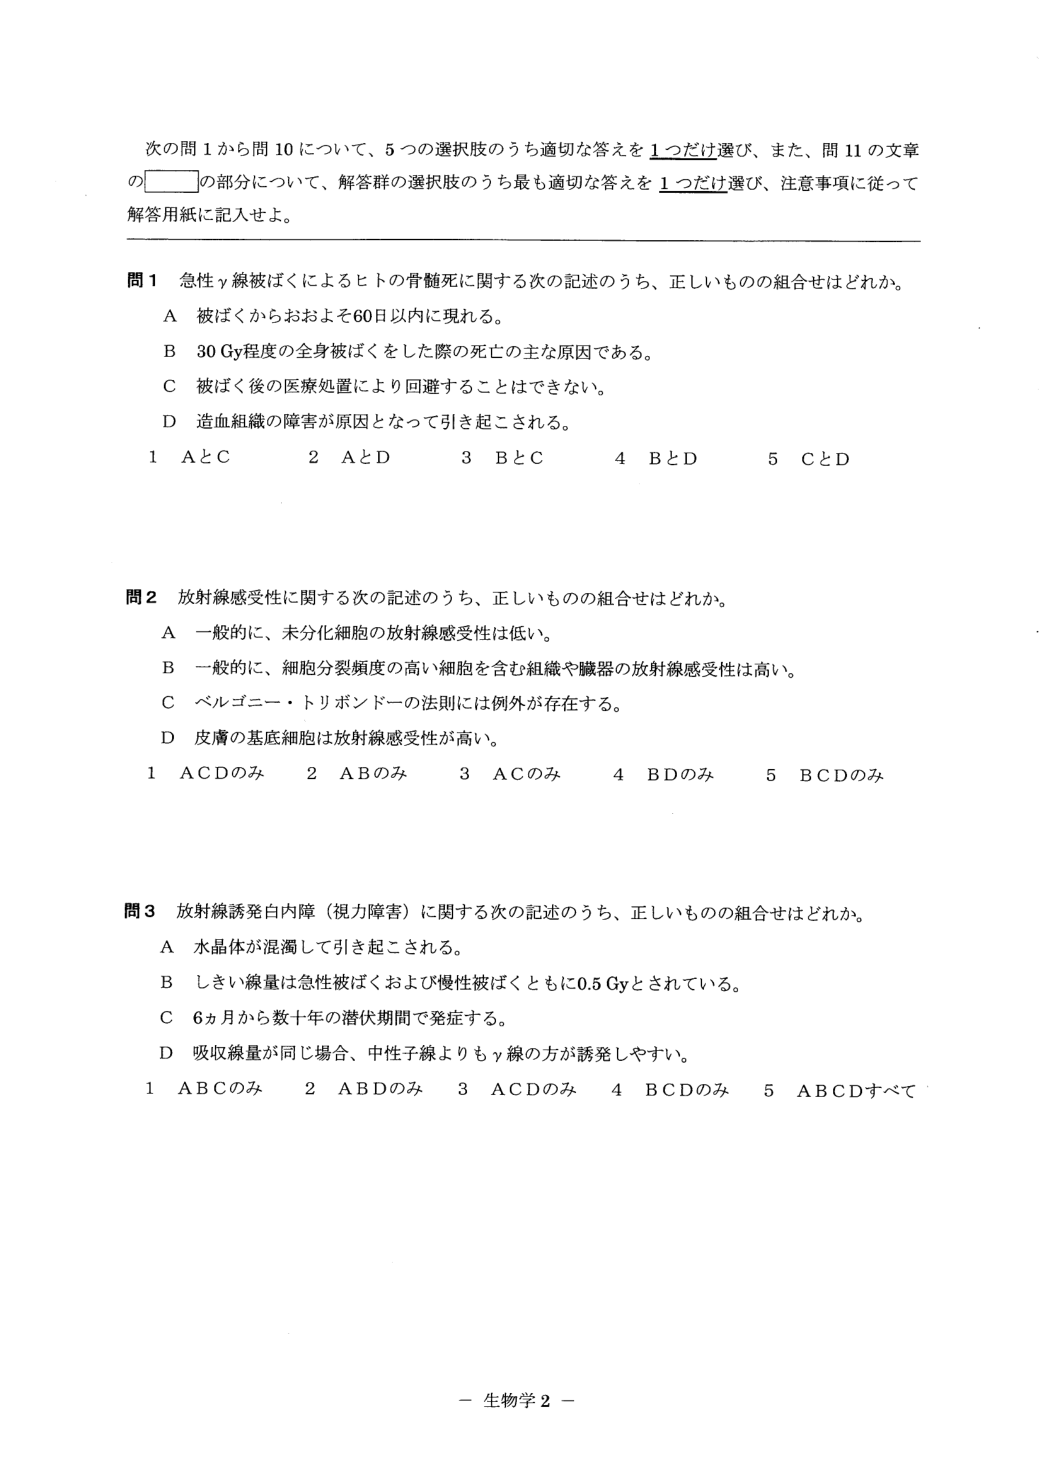 次の問 1 から問 10 について、5 つの選択肢のうち適切な答えを 1 つだけ選び、また、問 11 の文章
の　　　の部分について、解答群の選択肢のうち最も適切な答えを 1 つだけ選び、注意事項に従って
解答用紙に記入せよ。
問1　急性γ線被ばくによるヒトの骨髄死に関する次の記述のうち、正しいものの組合せはどれか。
A　被ばくからおおよそ60日以内に現れる。
B　30 Gy程度の全身被ばくをした際の死亡の主な原因である。
C　被ばく後の医療処置により回避することはできない。
D　造血組織の障害が原因となって引き起こされる。
1　AとC　2　AとD　3　BとC　4　BとD　5　CとD
問2　放射線感受性に関する次の記述のうち、正しいものの組合せはどれか。
A　一般的に、未分化細胞の放射線感受性は低い。
B　一般的に、細胞分裂頻度の高い細胞を含む組織や臓器の放射線感受性は高い。
C　ベルゴニー・トリボンドーの法則には例外が存在する。
D　皮膚の基底細胞は放射線感受性が高い。
1　ACDのみ　2　ABのみ　3　ACのみ　4　BDのみ　5　BCDのみ
問3　放射線誘発白内障（視力障害）に関する次の記述のうち、正しいものの組合せはどれか。
A　水晶体が混濁して引き起こされる。
B　しきい線量は急性被ばくおよび慢性被ばくともに0.5 Gyとされている。
C　6ヵ月から数十年の潜伏期間で発症する。
D　吸収線量が同じ場合、中性子線よりもγ線の方が誘発しやすい。
1　ABCのみ　2　ABDのみ　3　ACDのみ　4　BCDのみ　5　ABCDすべて
－ 生物学 2 －